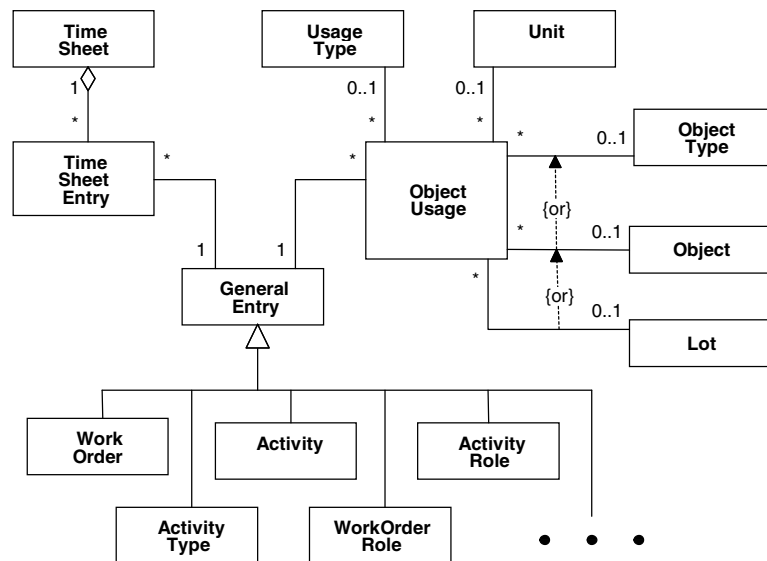 Time
Sheet
Usage
Type
Unit
1
0..1
0..1
*
*
*
*
0..1
Object
Type
Time
Sheet
Entry
*
*
Object
Usage
{or}
*
0..1
Object
1
1
*
{or}
General
Entry
0..1
Lot
Work
Order
Activity
Activity
Role
Activity
Type
WorkOrder
Role